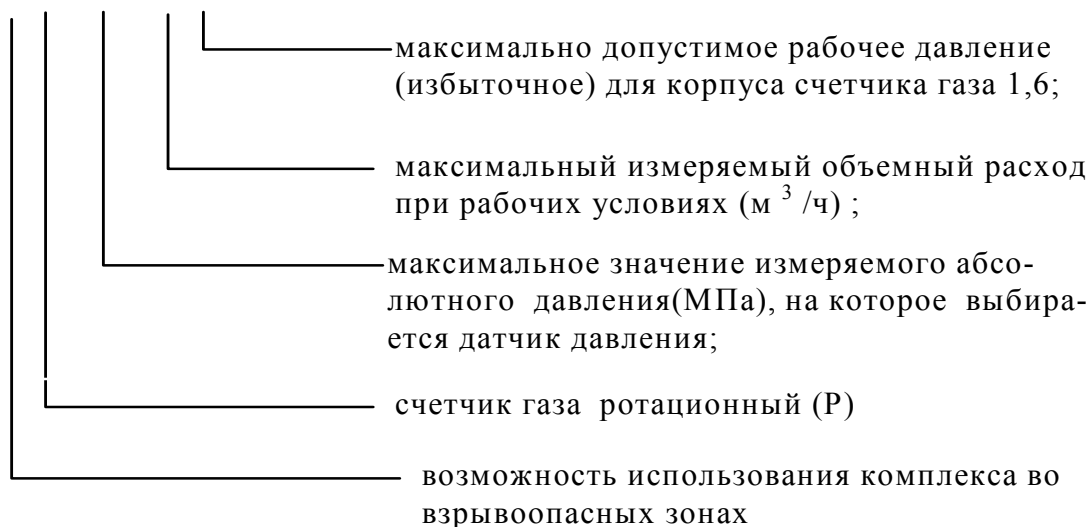 максимально допустимое рабочее давление
(избыточное) для корпуса счетчика газа 1,6;
максимальный измеряемый объемный расход
при рабочих условиях (м ³ /ч) ;
максимальное значение измеряемого абсо-
лютного давления(МПа), на которое выбира-
ется датчик давления;
счетчик газа ротационный (Р)
возможность использования комплекса во
взрывоопасных зонах